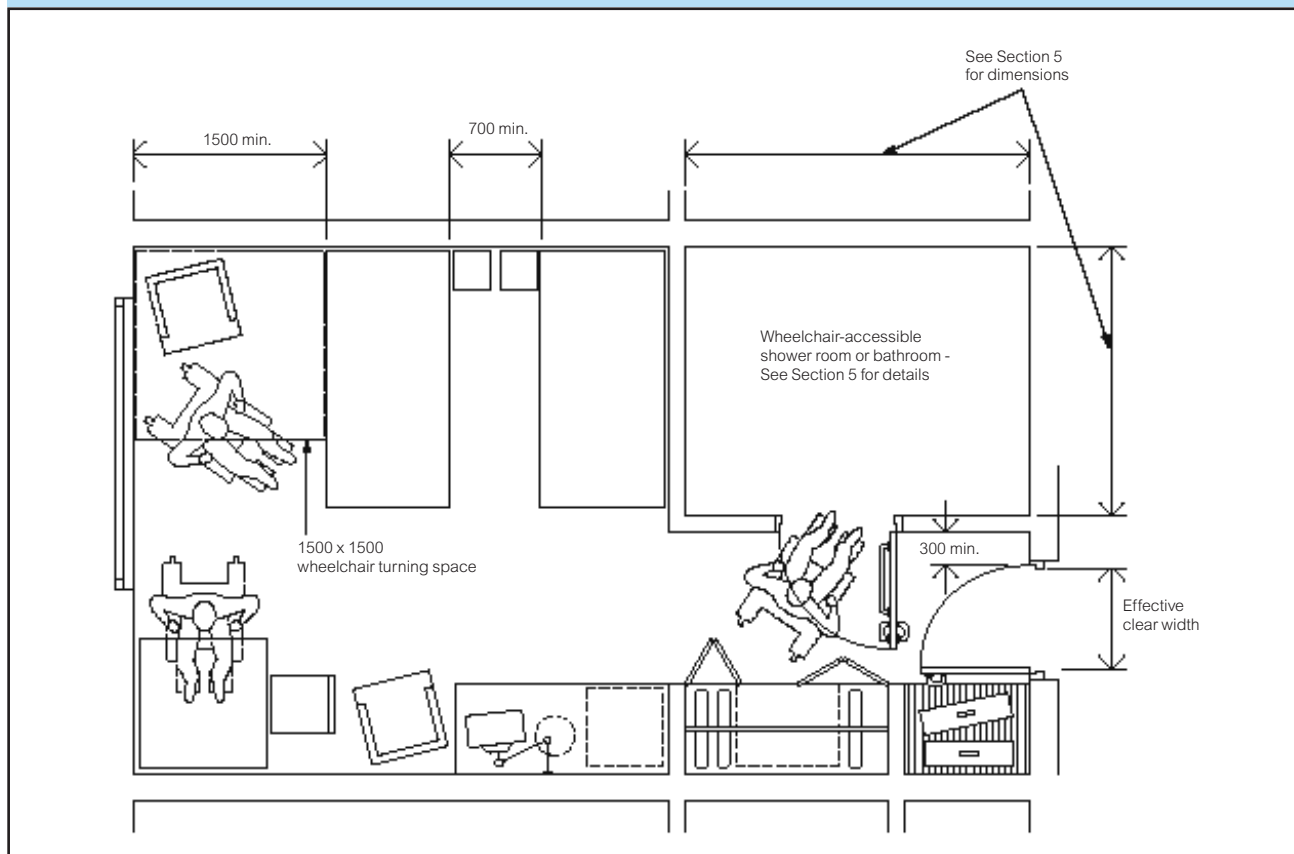 See Section 5
for dimensions
1500 min.
700 min.
Wheelchair-accessible
shower room or bathroom -
See Section 5 for details
1500 x 1500
wheelchair turning space
300 min.
Effective
clear width